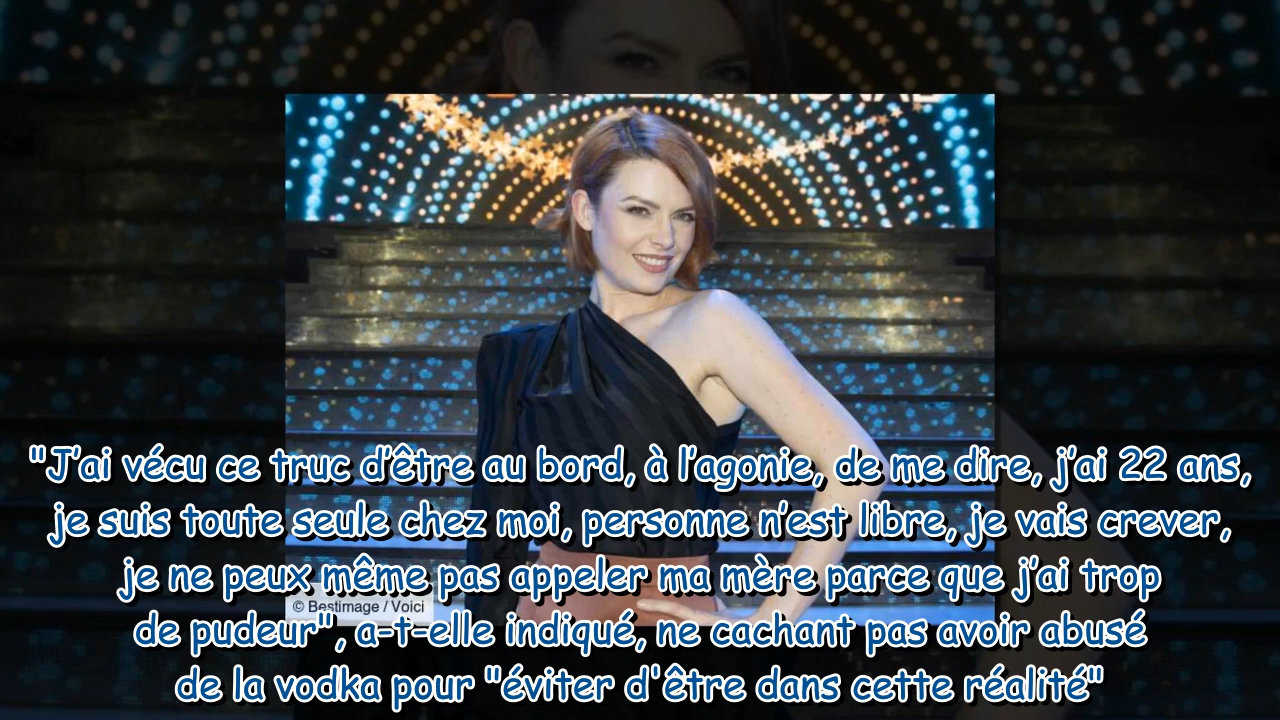 "J'ai vécu ce truc d'être au bord, à l'agonie, de me dire, j'ai 22 ans,
je suis toute seule chez moi, personne n'est libre, je vais crever,
je ne peux même pas appeler ma mère parce que j'ai trop
© Bestimage / Voici
de pudeur", a-t-elle indiqué, ne cachant pas avoir abusé
de la vodka pour "éviter d'être dans cette réalité"